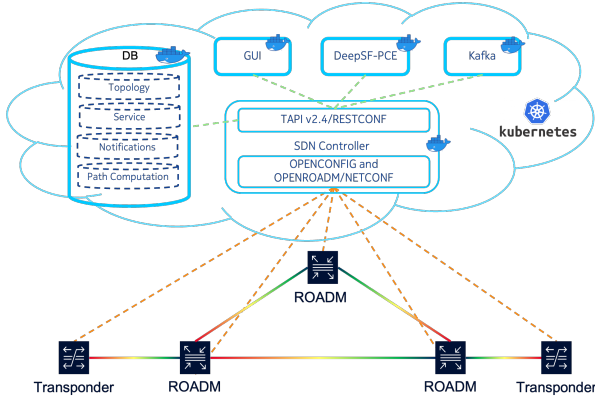 DB
GUI
DeepSF-PCE
Kafka
Topology
Service
Notifications
Path Computation
TAPI v2.4/RESTCONF
SDN Controller
OPENCONFIG and
OPENROADM/NETCONF
kubernetes
ROADM
Transponder
ROADM
ROADM
Transponder